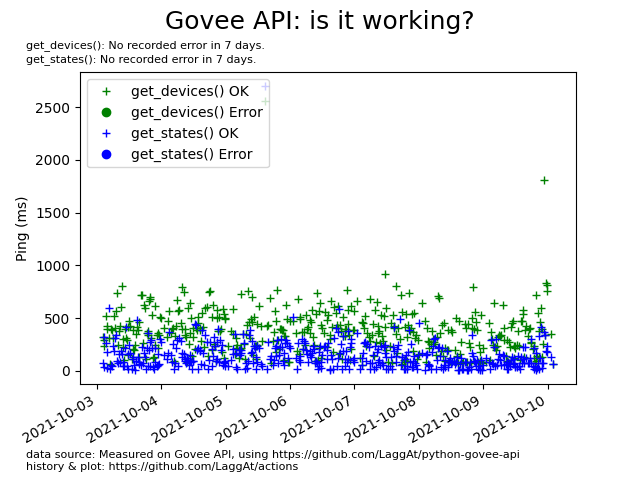 Govee API: is it working?
get_devices(): No recorded error in 7 days.
get_states(): No recorded error in 7 days.
get_devices() OK
get_devices() Error
get_states() OK
get_states() Error
Ping (ms)
2500
2000
1500
1000
500
0
2021-10-03
2021-10-04
2021-10-05
2021-10-06
2021-10-07
2021-10-08
2021-10-09
2021-10-10
data source: Measured on Govee API, using https://github.com/LaggAt/python-govee-api
history & plot: https://github.com/LaggAt/actions